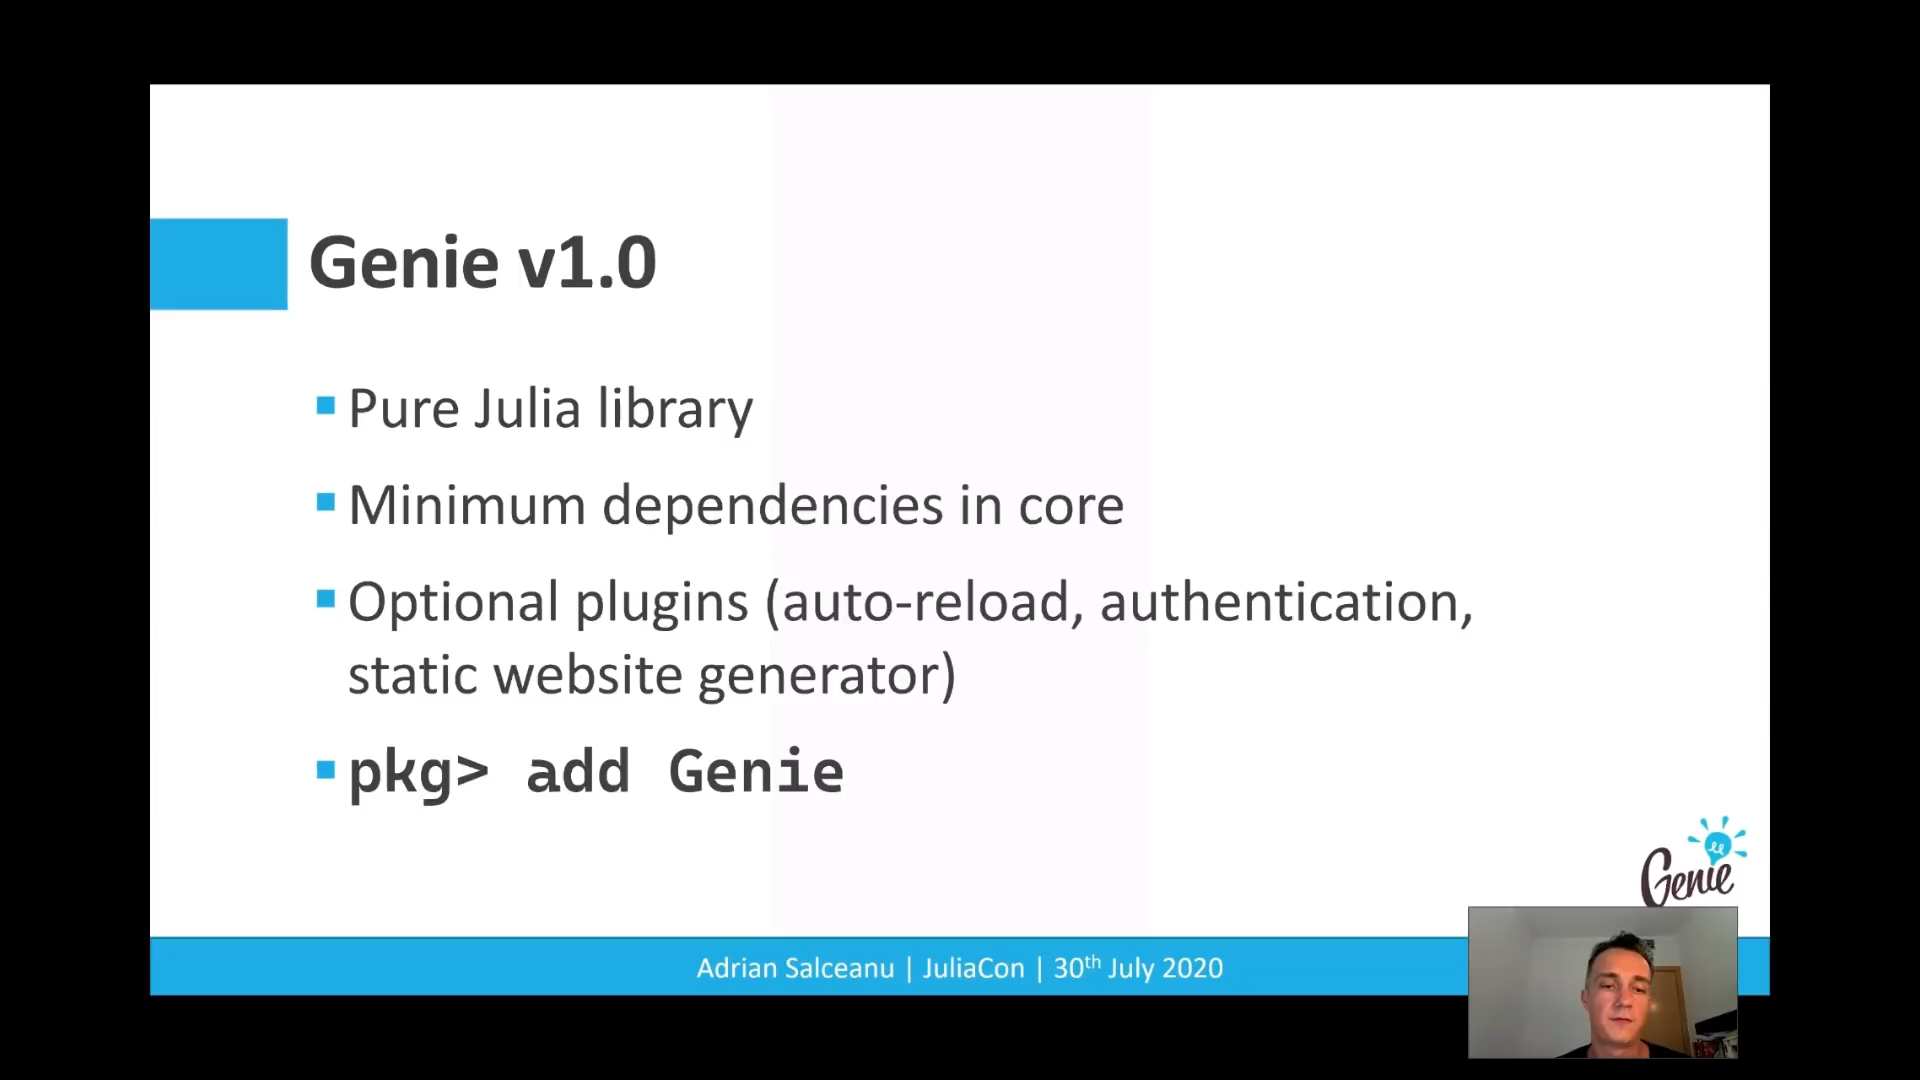 Genie v1.0
Pure Julia library
Minimum dependencies in core
Optional plugins (auto-reload, authentication,
static website generator)
pkg> add Genie
Genie
Adrian Salceanu | JuliaCon | 30th July 2020